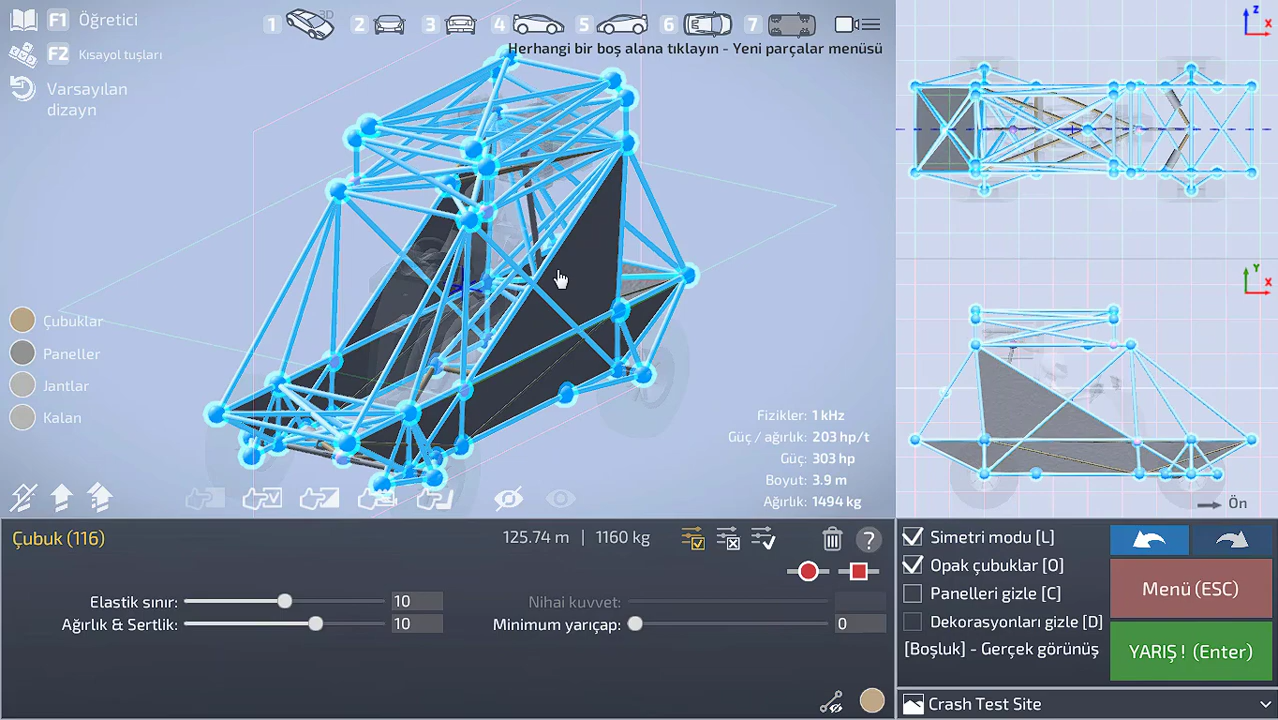 F1 Öğretici
F2 Kısayol tuşları
Varsayılan
dizayn
1 3D 2 3 4 5 6 7
Herhangi bir boş alana tıklayın - Yeni parçalar menüsü
Çubuklar
Paneller
Jantlar
Kalan
Fizikler: 1 kHz
Güç / ağırlık: 203 hp/t
Güç: 303 hp
Boyut: 3.9 m
Ağırlık: 1494 kg
Z
X
Y
X
Ön
Çubuk (116)
125.74 m | 1160 kg
?
Elastik sınır: 10
Ağırlık & Sertlik: 10
Nihai kuvvet:
Minimum yarıçap: 0
Simetri modu [L]
Opak çubuklar [O]
Panelleri gizle [C]
Dekorasyonları gizle [D]
[Boşluk] - Gerçek görünüş
Menü (ESC)
YARIŞ ! (Enter)
Crash Test Site